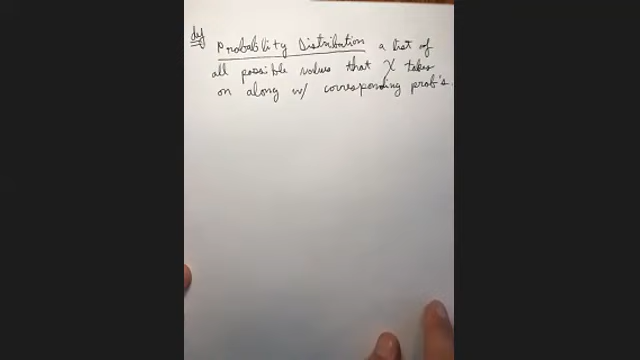 def Probability Distribution a list of
all possible values that X takes
on along w/ corresponding prob's.